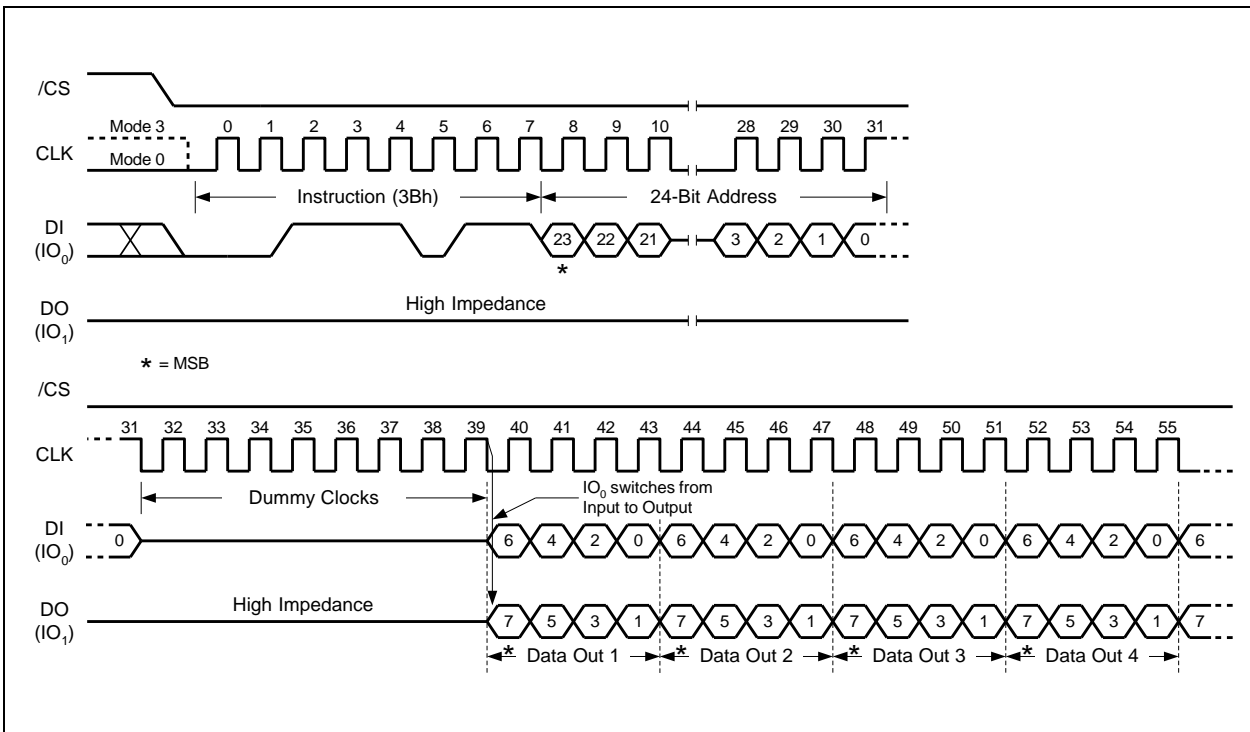 /CS
Mode 3 0 1 2 3 4 5 6 7 8 9 10 28 29 30 31
CLK
Mode 0
Instruction (3Bh) 24-Bit Address
DI
(IO0)
23 22 21 3 2 1 0
*
DO
(IO1)
High Impedance
* = MSB
/CS
31 32 33 34 35 36 37 38 39 40 41 42 43 44 45 46 47 48 49 50 51 52 53 54 55
CLK
Dummy Clocks
IO0 switches from
Input to Output
DI
(IO0)
0 6 4 2 0 6 4 2 0 6 4 2 0 6 4 2 0 6
DO
(IO1)
High Impedance
7 5 3 1 7 5 3 1 7 5 3 1 7 5 3 1 7
* Data Out 1 * Data Out 2 * Data Out 3 * Data Out 4